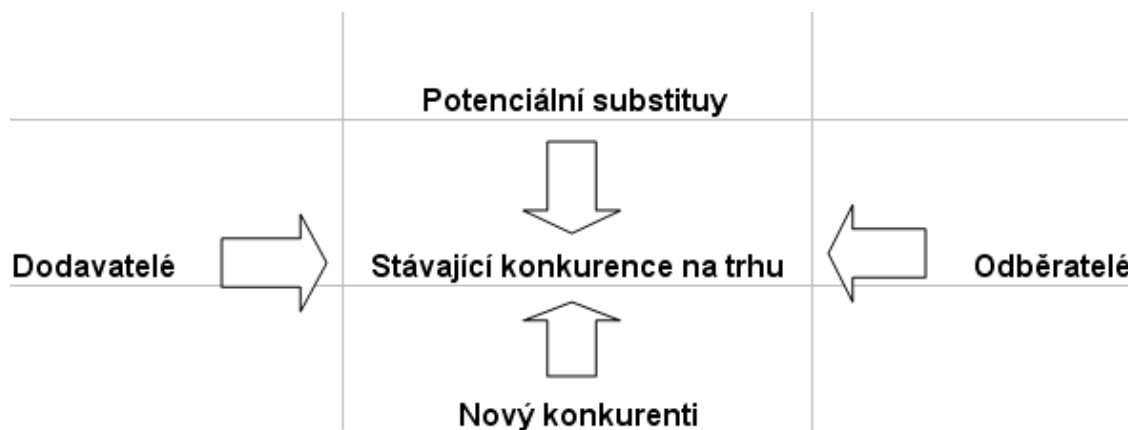 Potenciální substituy
Dodavatelé
Stávající konkurence na trhu
Odběratelé
Nový konkurenti